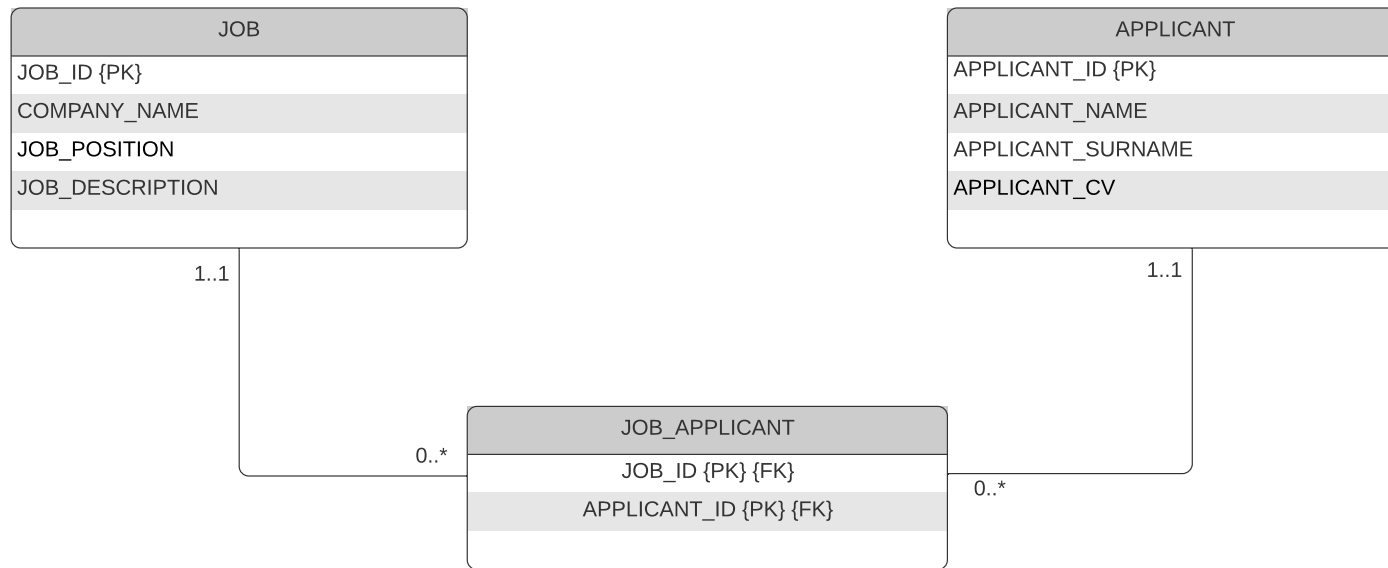 JOB
JOB_ID {PK}
COMPANY_NAME
JOB_POSITION
JOB_DESCRIPTION
APPLICANT
APPLICANT_ID {PK}
APPLICANT_NAME
APPLICANT_SURNAME
APPLICANT_CV
1..1
1..1
0..*
0..*
JOB_APPLICANT
JOB_ID {PK} {FK}
APPLICANT_ID {PK} {FK}